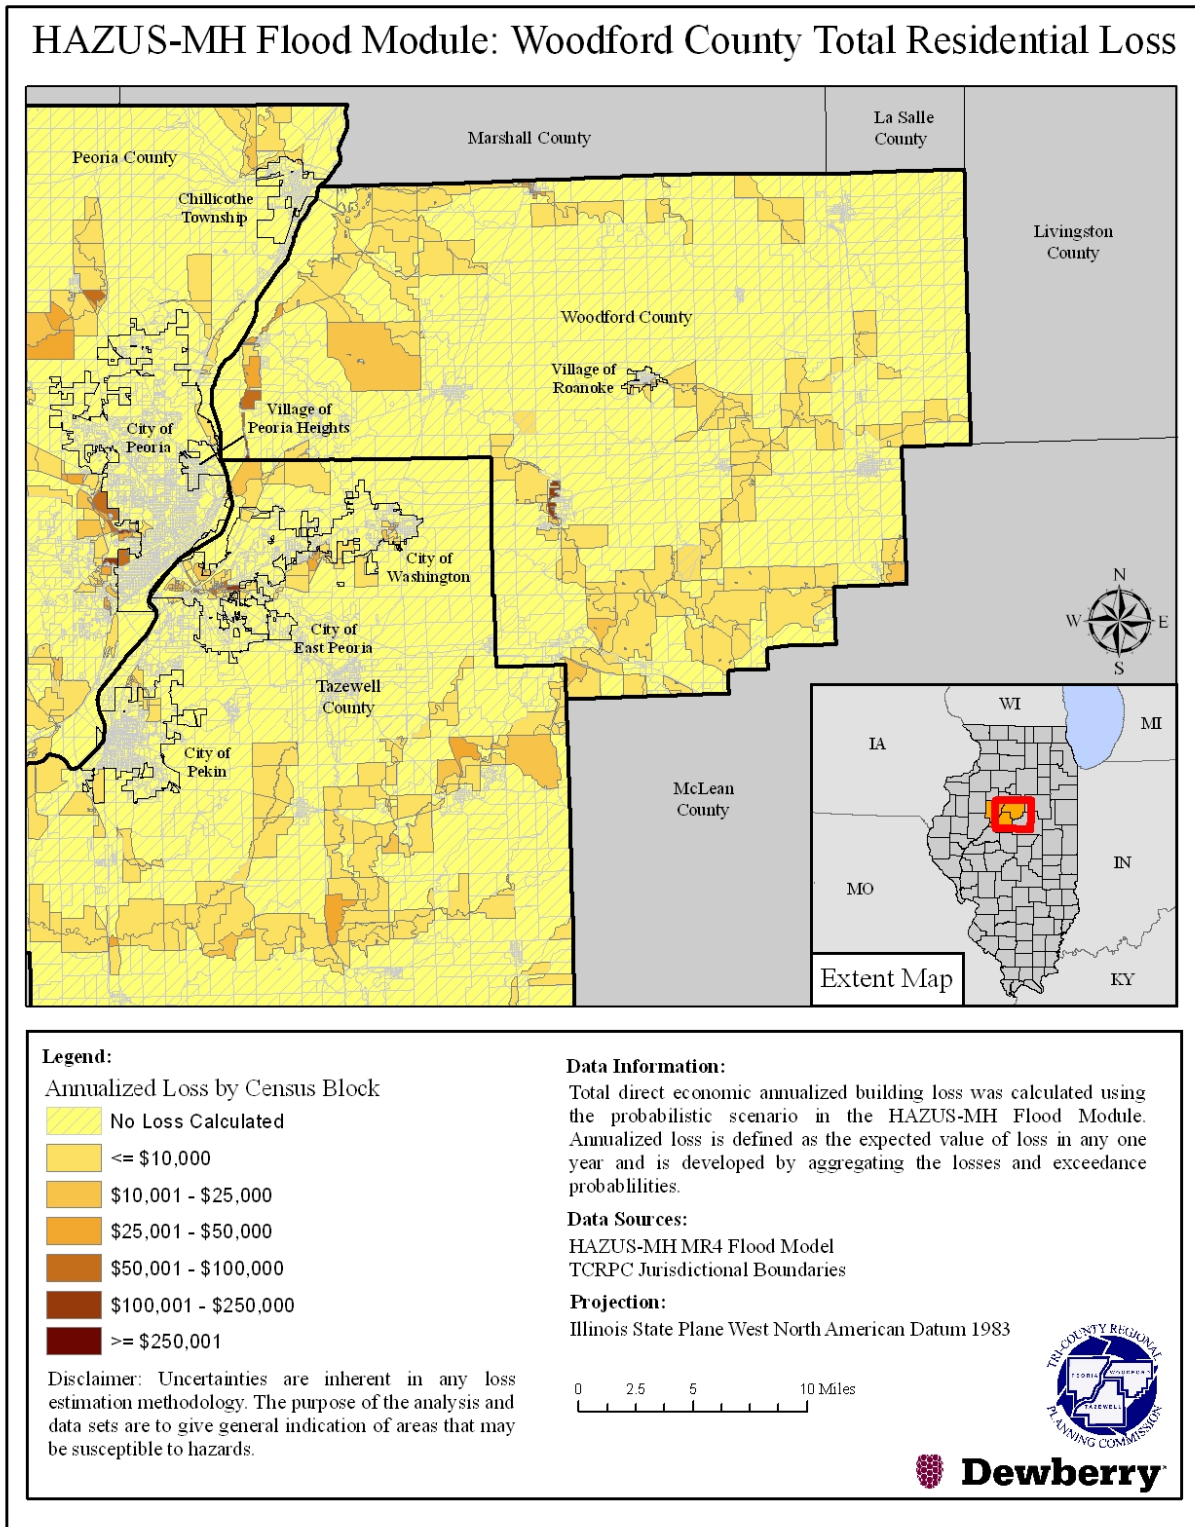 HAZUS-MH Flood Module: Woodford County Total Residential Loss
Marshall County
La Salle
County
Peoria County
Chillicothe
Township
Livingston
County
Woodford County
Village of
Roanoke
Village of
Peoria Heights
City of
Peoria
City of
Washington
City of
East Peoria
Tazewell
County
City of
Pekin
McLean
County
N
W
E
S
WI
MI
IA
IN
MO
KY
Extent Map
Legend:
Annualized Loss by Census Block
No Loss Calculated
<= $10,000
$10,001 - $25,000
$25,001 - $50,000
$50,001 - $100,000
$100,001 - $250,000
>= $250,001
Disclaimer: Uncertainties are inherent in any loss
estimation methodology. The purpose of the analysis and
data sets are to give general indication of areas that may
be susceptible to hazards.
Data Information:
Total direct economic annualized building loss was calculated using
the probabilistic scenario in the HAZUS-MH Flood Module.
Annualized loss is defined as the expected value of loss in any one
year and is developed by aggregating the losses and exceedance
probablilities.
Data Sources:
HAZUS-MH MR4 Flood Model
TCRPC Jurisdictional Boundaries
Projection:
Illinois State Plane West North American Datum 1983
0 2.5 5 10 Miles
TRI-COUNTY REGIONAL
PEORIA WOODFORD
TAZEWELL
PLANNING COMMISSION
Dewberry